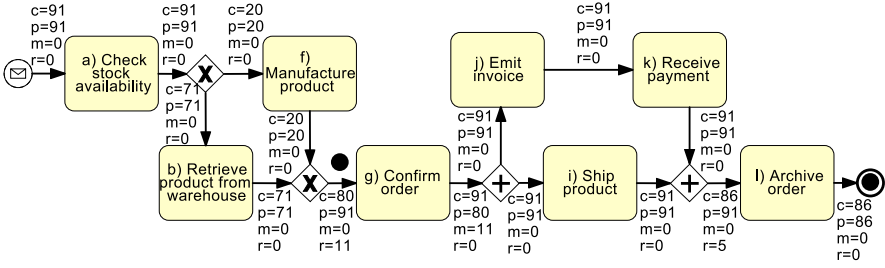 c=91
p=91
m=0
r=0
a) Check
stock
availability
c=91
p=91
m=0
r=0
X
c=20
p=20
m=0
r=0
f)
Manufacture
product
c=71
p=71
m=0
r=0
c=20
p=20
m=0
r=0
b) Retrieve
product from
warehouse
c=71
p=71
m=0
r=0
X
c=80
p=91
m=0
r=11
g) Confirm
order
c=91
p=80
m=11
r=0
+
c=91
p=91
m=0
r=0
j) Emit
invoice
c=91
p=91
m=0
r=0
k) Receive
payment
c=91
p=91
m=0
r=0
c=91
p=91
m=0
r=0
i) Ship
product
c=91
p=91
m=0
r=0
+
c=86
p=91
m=0
r=5
l) Archive
order
c=86
p=86
m=0
r=0